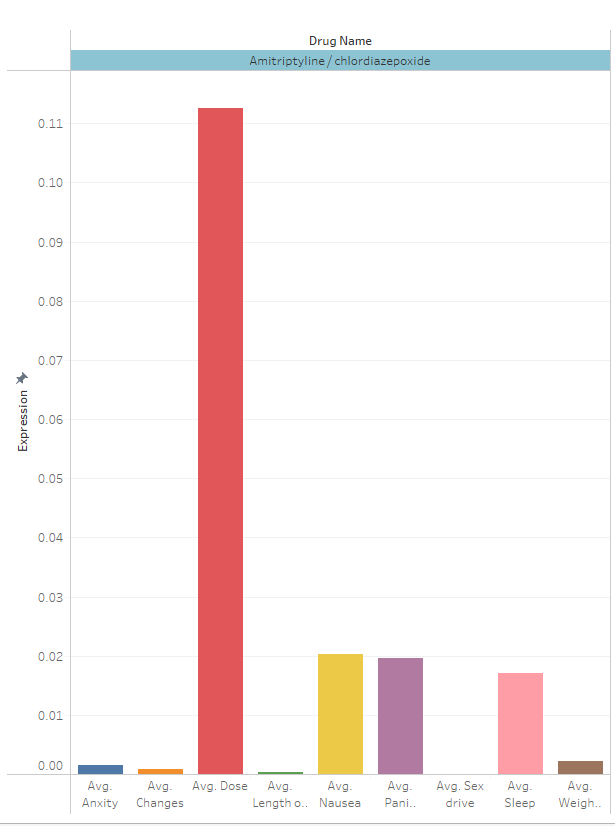 Drug Name
Amitriptyline / chlordiazepoxide
0.11
0.10
0.09
0.08
0.07
0.06
0.05
0.04
0.03
0.02
0.01
0.00
Expression
Avg. Anxity
Avg. Changes
Avg. Dose
Avg. Length o..
Avg. Nausea
Avg. Pani..
Avg. Sex drive
Avg. Sleep
Avg. Weigh..